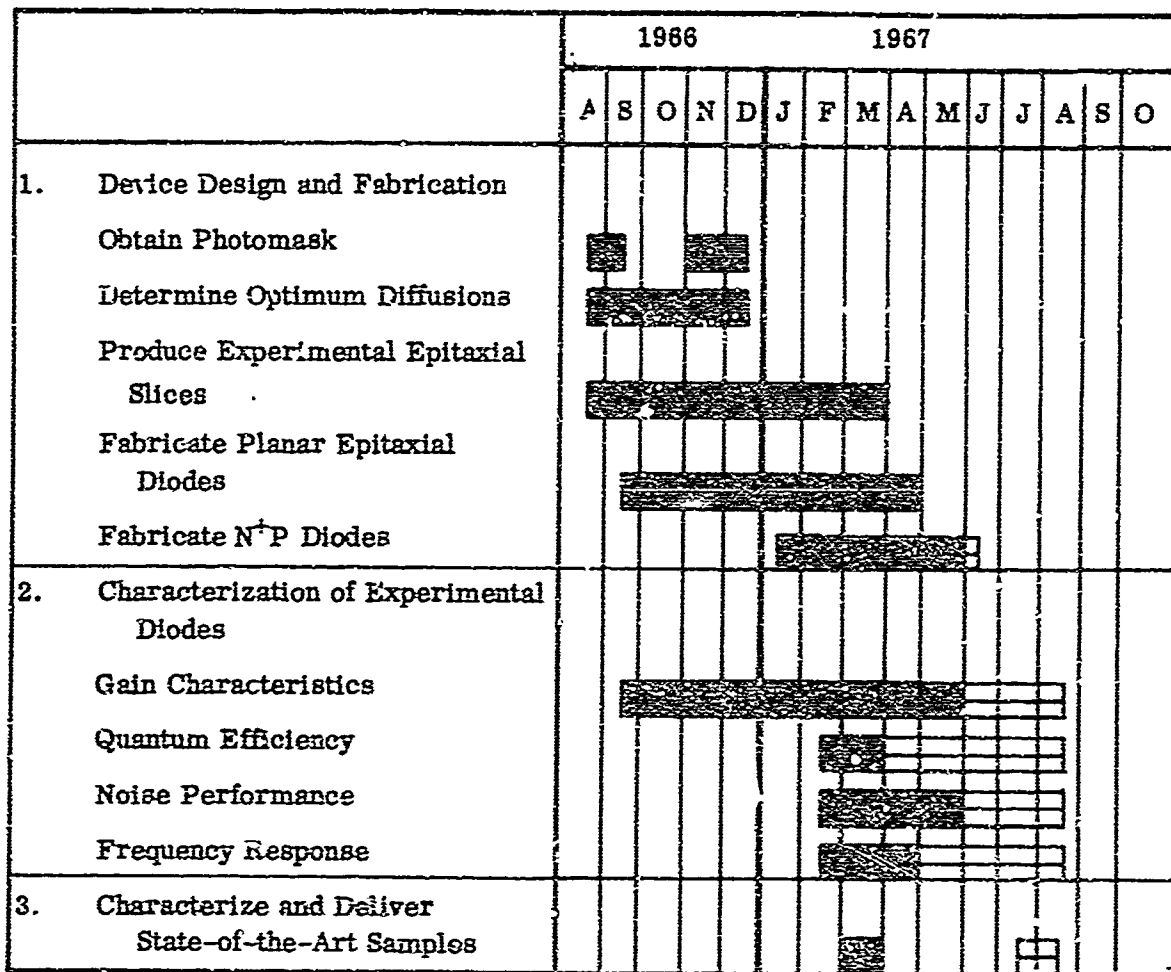 1966 1967
A S O N D J F M A M J J A S O
1. Device Design and Fabrication
Obtain Photomask
Determine Optimum Diffusions
Produce Experimental Epitaxial
Slices
Fabricate Planar Epitaxial
Diodes
Fabricate N⁺P Diodes
2. Characterization of Experimental
Diodes
Gain Characteristics
Quantum Efficiency
Noise Performance
Frequency Response
3. Characterize and Deliver
State-of-the-Art Samples